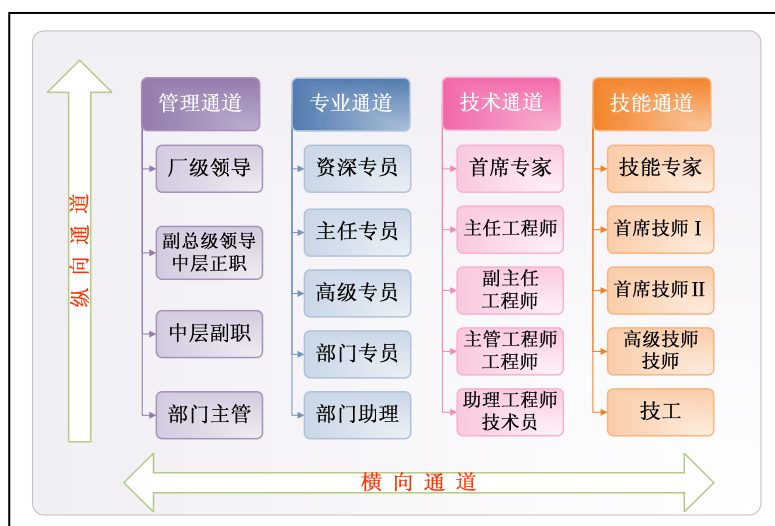 纵向通道
管理通道
厂级领导
副总级领导
中层正职
中层副职
部门主管
专业通道
资深专员
主任专员
高级专员
部门专员
部门助理
技术通道
首席专家
主任工程师
副主任
工程师
主管工程师
工程师
助理工程师
技术员
技能通道
技能专家
首席技师Ⅰ
首席技师Ⅱ
高级技师
技师
技工
横向通道